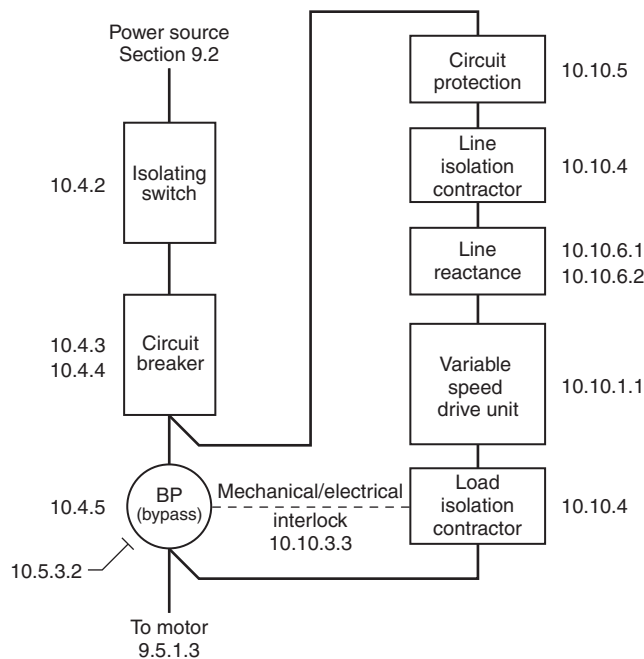 Power source
Section 9.2
10.4.2
Isolating
switch
10.4.3
10.4.4
Circuit
breaker
10.4.5
BP
(bypass)
10.5.3.2
To motor
9.5.1.3
Mechanical/electrical
interlock
10.10.3.3
Circuit
protection
10.10.5
Line
isolation
contractor
10.10.4
Line
reactance
10.10.6.1
10.10.6.2
Variable
speed
drive unit
10.10.1.1
Load
isolation
contractor
10.10.4